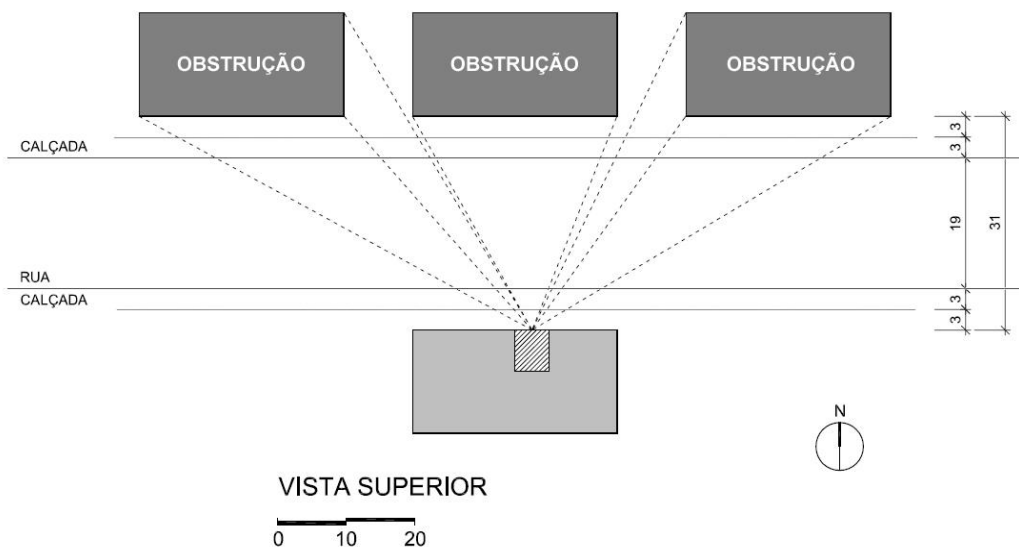 OBSTRUÇÃO OBSTRUÇÃO OBSTRUÇÃO
3
CALÇADA
3
19
31
RUA
CALÇADA
3
3
N
VISTA SUPERIOR
0 10 20